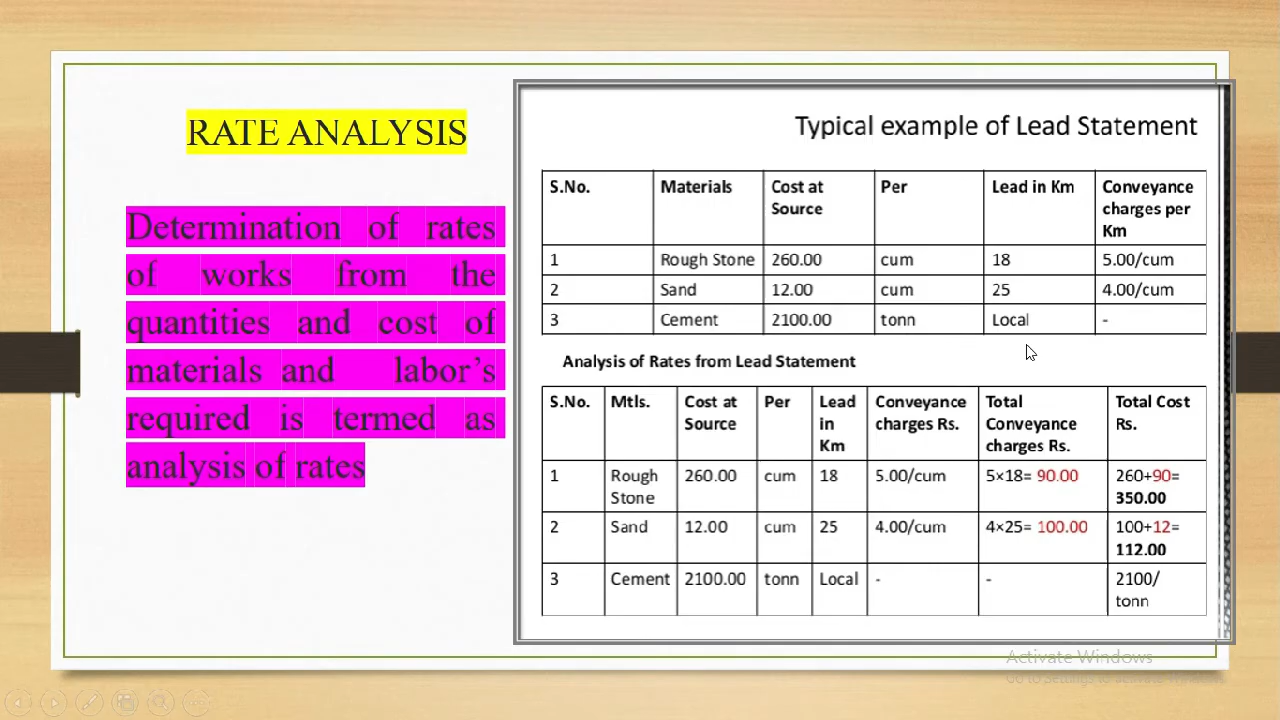 RATE ANALYSIS
Determination of rates
of works from the
quantities and cost of
materials and labor’s
required is termed as
analysis of rates
Typical example of Lead Statement
S.No. Materials Cost at Source Per Lead in Km Conveyance charges per Km
1 Rough Stone 260.00 cum 18 5.00/cum
2 Sand 12.00 cum 25 4.00/cum
3 Cement 2100.00 tonn Local -
Analysis of Rates from Lead Statement
S.No. Mtls. Cost at Source Per Lead in Km Conveyance charges Rs. Total Conveyance charges Rs. Total Cost Rs.
1 Rough Stone 260.00 cum 18 5.00/cum 5×18= 90.00 260+90= 350.00
2 Sand 12.00 cum 25 4.00/cum 4×25= 100.00 100+12= 112.00
3 Cement 2100.00 tonn Local - - 2100/ tonn
Activate Windows
Go to Settings to activate Windows.